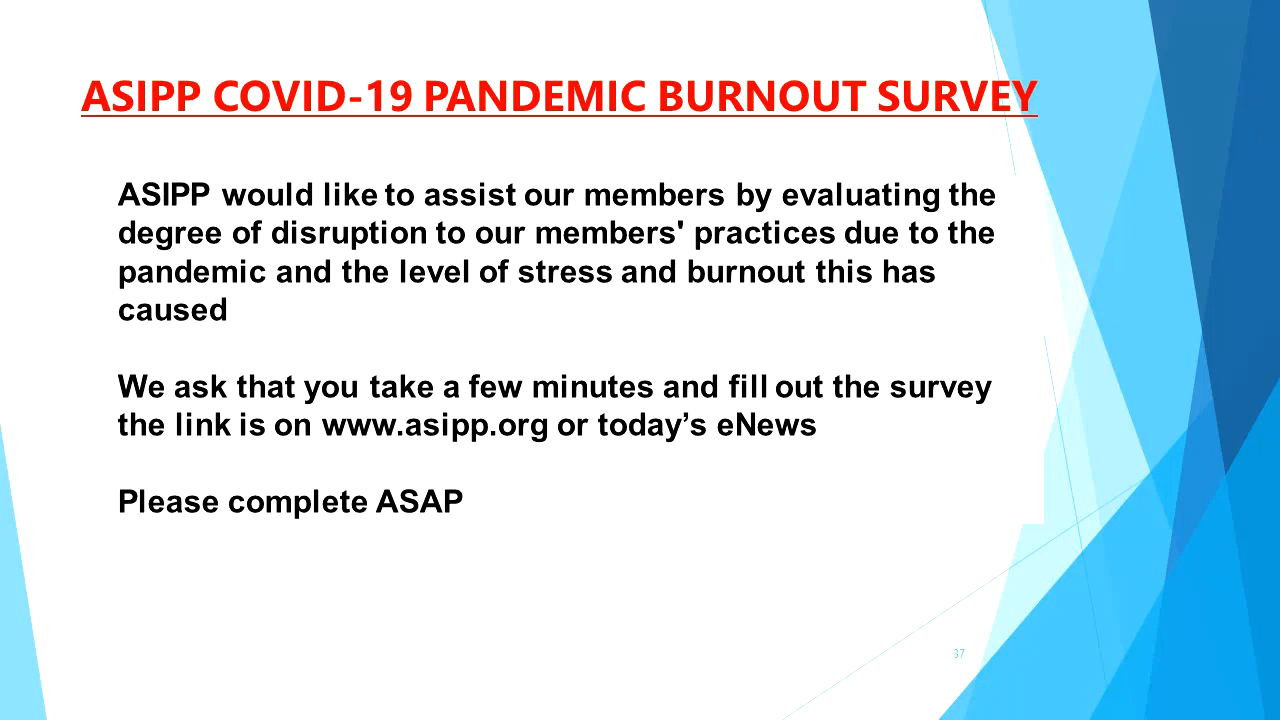 ASIPP COVID-19 PANDEMIC BURNOUT SURVEY
ASIPP would like to assist our members by evaluating the
degree of disruption to our members' practices due to the
pandemic and the level of stress and burnout this has
caused
We ask that you take a few minutes and fill out the survey
the link is on www.asipp.org or today’s eNews
Please complete ASAP
37